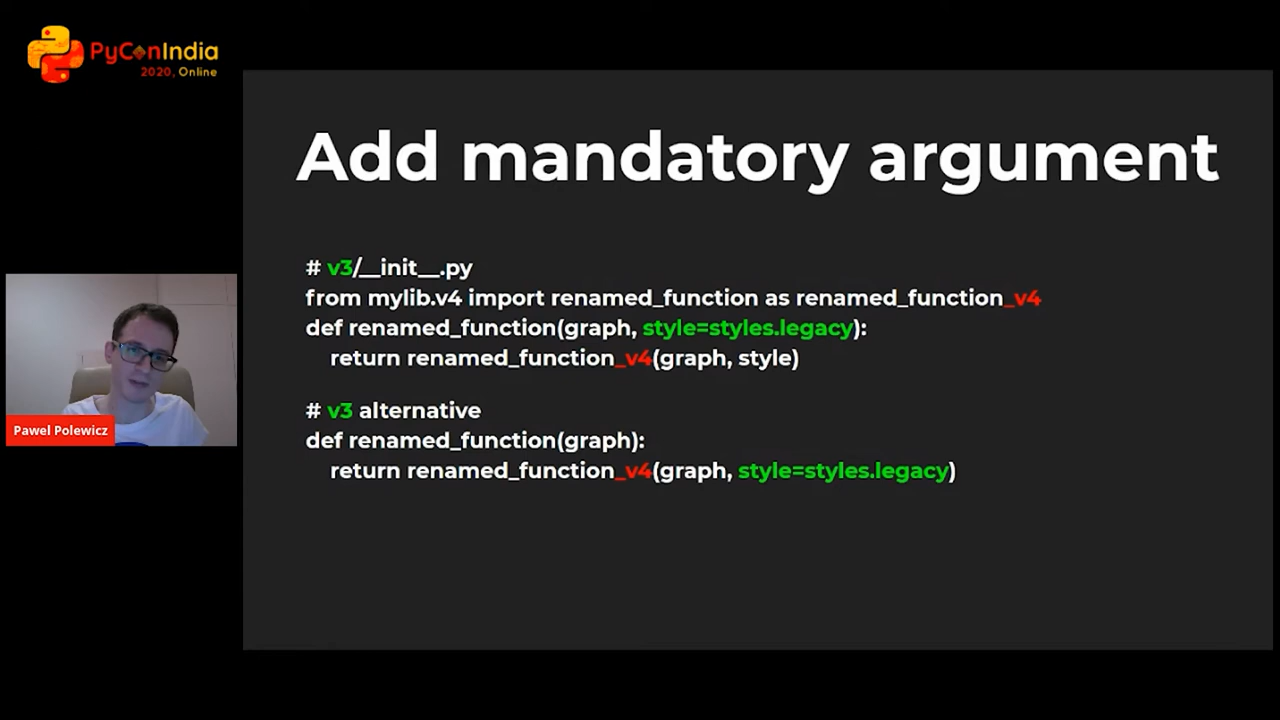 PyConIndia
2020, Online
Add mandatory argument
# v3/__init__.py
from mylib.v4 import renamed_function as renamed_function_v4
def renamed_function(graph, style=styles.legacy):
    return renamed_function_v4(graph, style)
# v3 alternative
def renamed_function(graph):
    return renamed_function_v4(graph, style=styles.legacy)
Pawel Polewicz